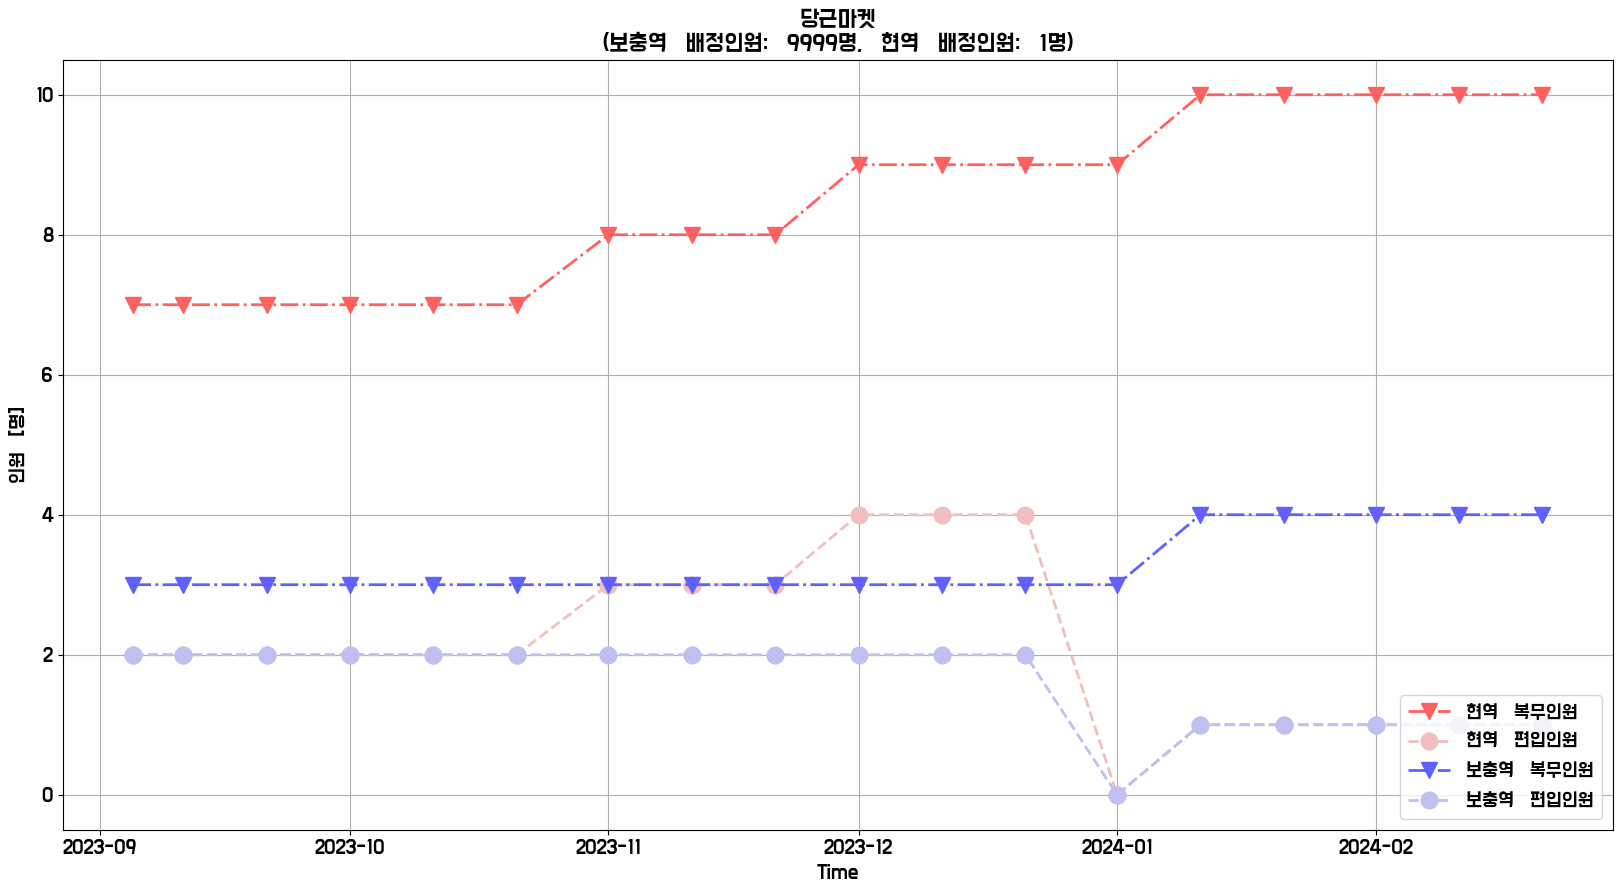 당근마켓
(보충역 배정인원: 9999명, 현역 배정인원: 1명)
10
8
6
4
2
0
인원 [명]
2023-09 2023-10 2023-11 2023-12 2024-01 2024-02
Time
현역 복무인원
현역 편입인원
보충역 복무인원
보충역 편입인원